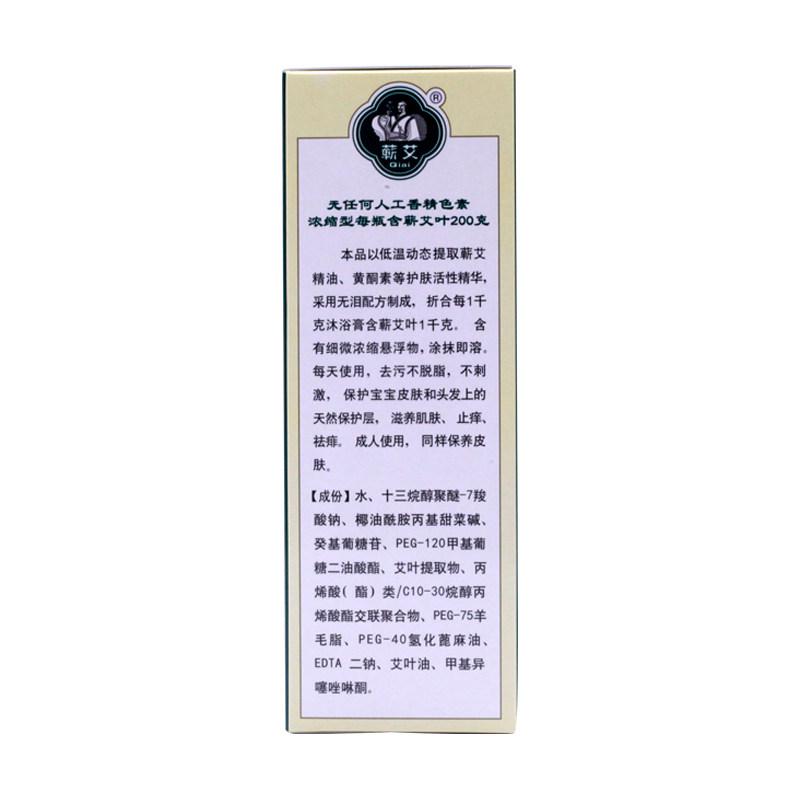 ®
蕲艾
Qiai
无任何人工香精色素
浓缩型每瓶含蕲艾叶200克
本品以低温动态提取蕲艾
精油、黄酮素等护肤活性精华，
采用无泪配方制成， 折合每1千
克沐浴膏含蕲艾叶1千克。 含
有细微浓缩悬浮物，涂抹即溶。
每天使用， 去污不脱脂， 不刺
激， 保护宝宝皮肤和头发上的
天然保护层， 滋养肌肤、 止痒、
祛痱。 成人使用， 同样保养皮
肤。
【成份】水、十三烷醇聚醚-7羧
酸钠、椰油酰胺丙基甜菜碱、
癸基葡糖苷、PEG-120甲基葡
糖二油酸酯、艾叶提取物、丙
烯酸（酯）类/C10-30烷醇丙
烯酸酯交联聚合物、PEG-75羊
毛脂、PEG-40氢化蓖麻油、
EDTA 二钠、艾叶油、甲基异
噻唑啉酮。